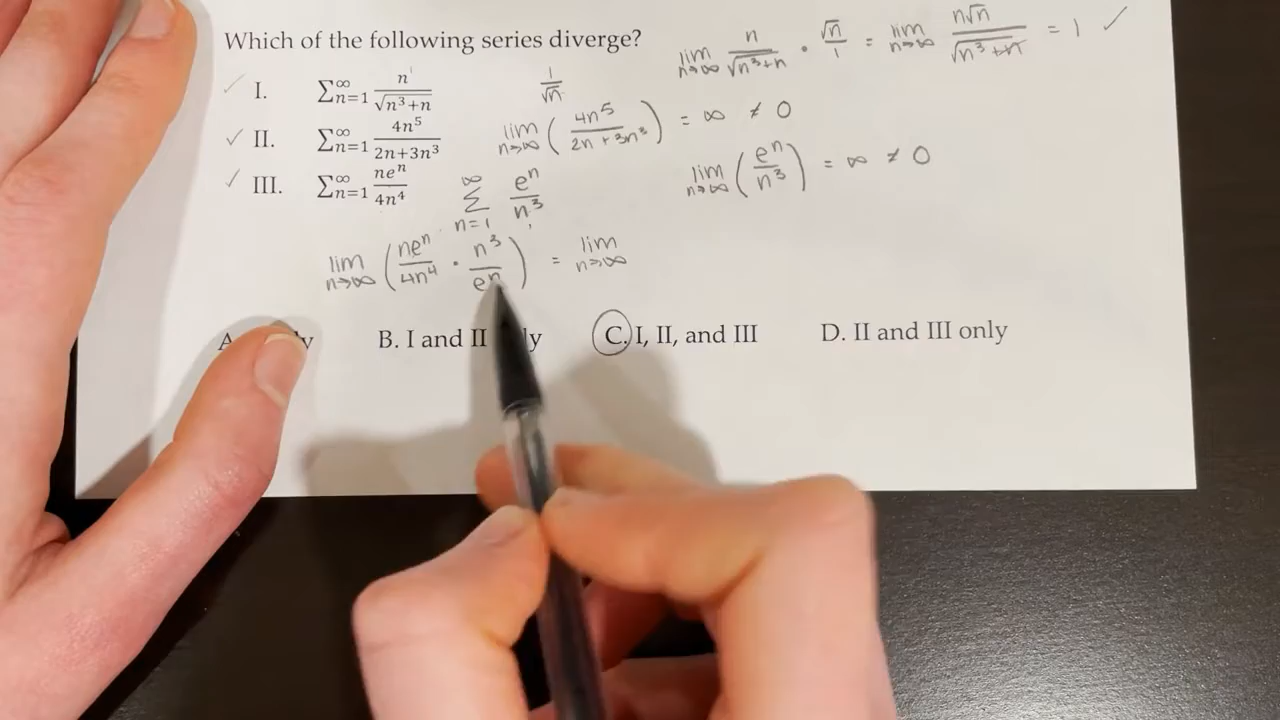 Which of the following series diverge?
lim n→∞ n/√n³+n · √n/1 = lim n→∞ n√n/√n³+n = 1 ✓
✓ I. ∑∞n=1 n/√n³+n
1/√n
✓ II. ∑∞n=1 4n⁵/2n+3n³
lim n→∞ (4n⁵/2n+3n³) = ∞ ≠ 0
✓ III. ∑∞n=1 neⁿ/4n⁴
∞∑n=1 eⁿ/n³
lim n→∞ (eⁿ/n³) = ∞ ≠ 0
lim n→∞ (neⁿ/4n⁴ · n³/eⁿ) = lim n→∞
A. y B. I and II ly C. I, II, and III D. II and III only